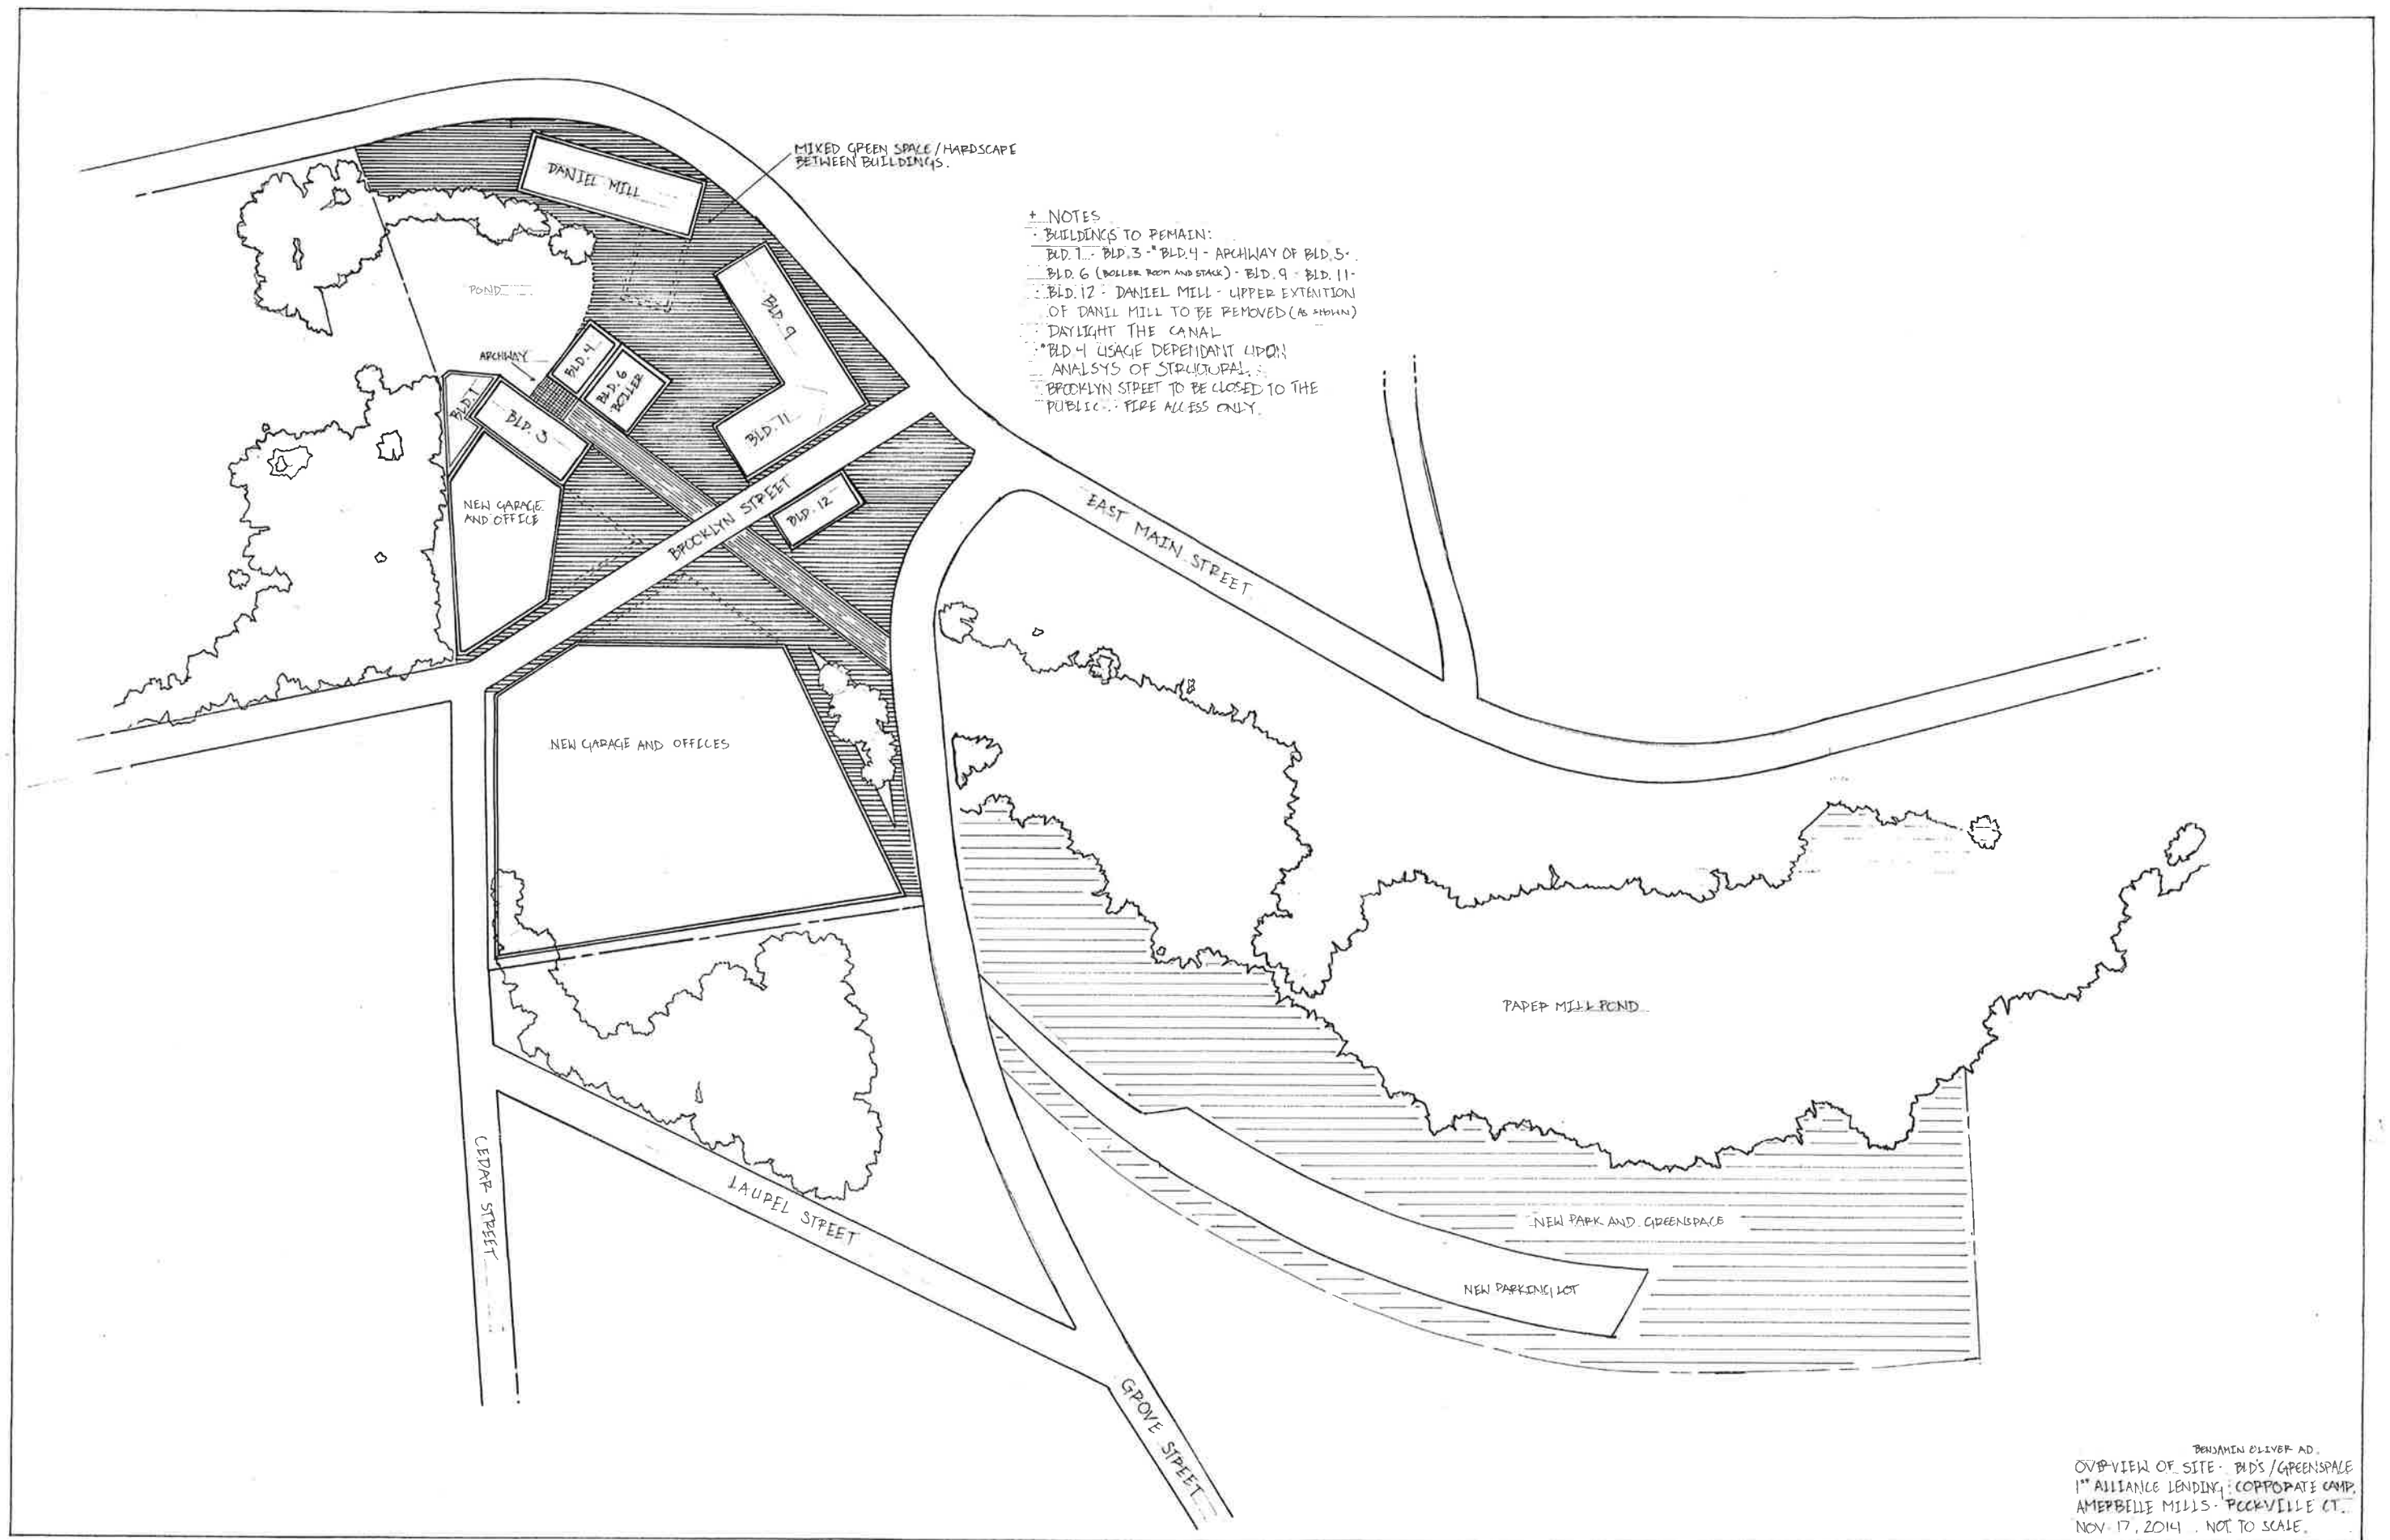 MIXED GREEN SPACE/HARDSCAPE
BETWEEN BUILDINGS.
DANIEL MILL
+ NOTES
· BUILDINGS TO REMAIN:
BLD. 1 · BLD. 3 · *BLD. 4 - ARCHWAY OF BLD. 5 ·
BLD. 6 (BOILER ROOM AND STACK) · BLD. 9 · BLD. 11 ·
· BLD. 12 · DANIEL MILL - UPPER EXTENTION
OF DANIL MILL TO BE REMOVED (AS SHOWN)
· DAYLIGHT THE CANAL
· *BLD 4 USAGE DEPENDANT UPON
ANALSYS OF STRUCTURAL.
· BROOKLYN STREET TO BE CLOSED TO THE
PUBLIC · FIRE ACCESS ONLY.
POND
BLD. 9
ARCHWAY
BLD. 4
BLD. 6
BOILER
BLD. 1
BLD. 3
BLD. 11
NEW GARAGE
AND OFFICE
BROOKLYN STREET
BLD. 12
EAST MAIN STREET
NEW GARAGE AND OFFICES
PAPER MILL POND
CEDAR STREET
LAUREL STREET
NEW PARK AND GREENSPACE
NEW PARKING LOT
GROVE STREET
BENJAMIN OLIVER AD.
OVERVIEW OF SITE · BLD'S/GREENSPACE
1ST ALLIANCE LENDING : CORPORATE CAMP.
AMERBELLE MILLS · ROCKVILLE CT.
NOV. 17, 2014 . NOT TO SCALE.